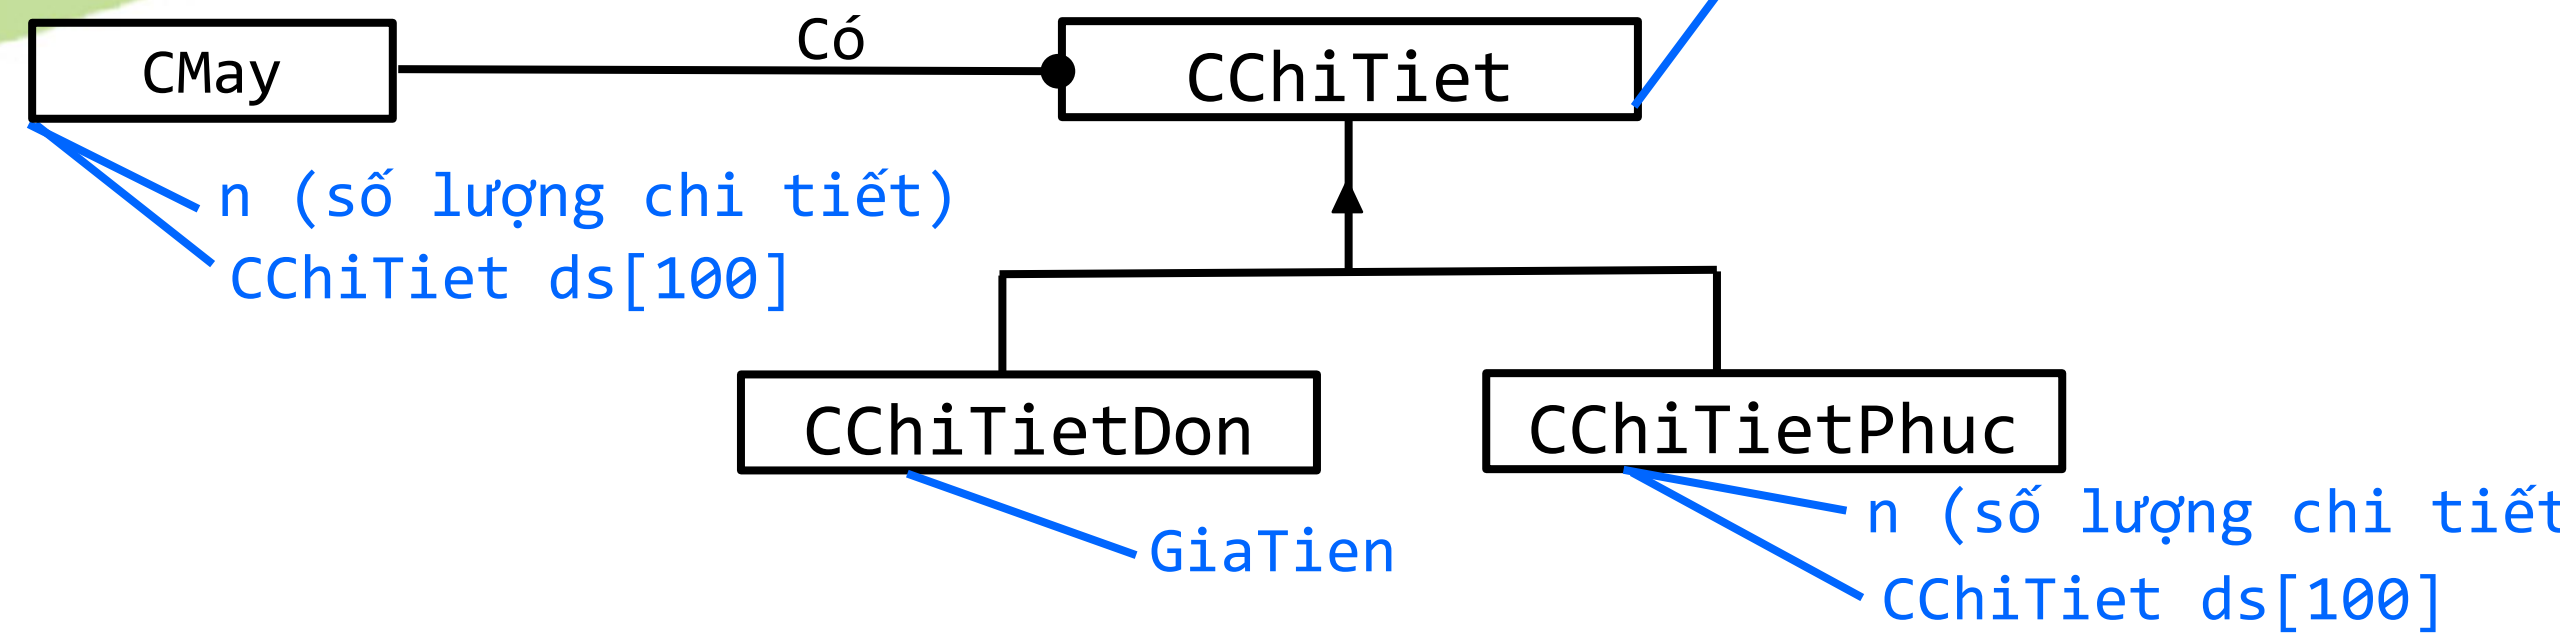 CMay
Có
CChiTiet
n (số lượng chi tiết)
CChiTiet ds[100]
CChiTietDon
CChiTietPhuc
GiaTien
n (số lượng chi tiết
CChiTiet ds[100]